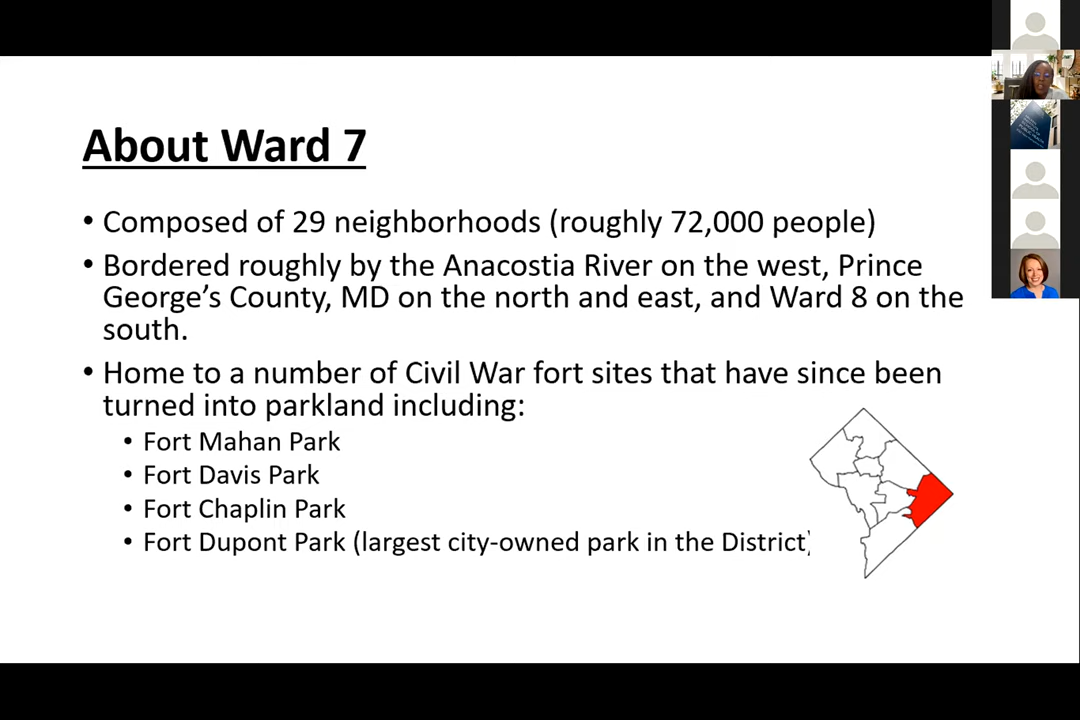 About Ward 7
• Composed of 29 neighborhoods (roughly 72,000 people)
• Bordered roughly by the Anacostia River on the west, Prince
George's County, MD on the north and east, and Ward 8 on the
south.
• Home to a number of Civil War fort sites that have since been
turned into parkland including:
• Fort Mahan Park
• Fort Davis Park
• Fort Chaplin Park
• Fort Dupont Park (largest city-owned park in the District)